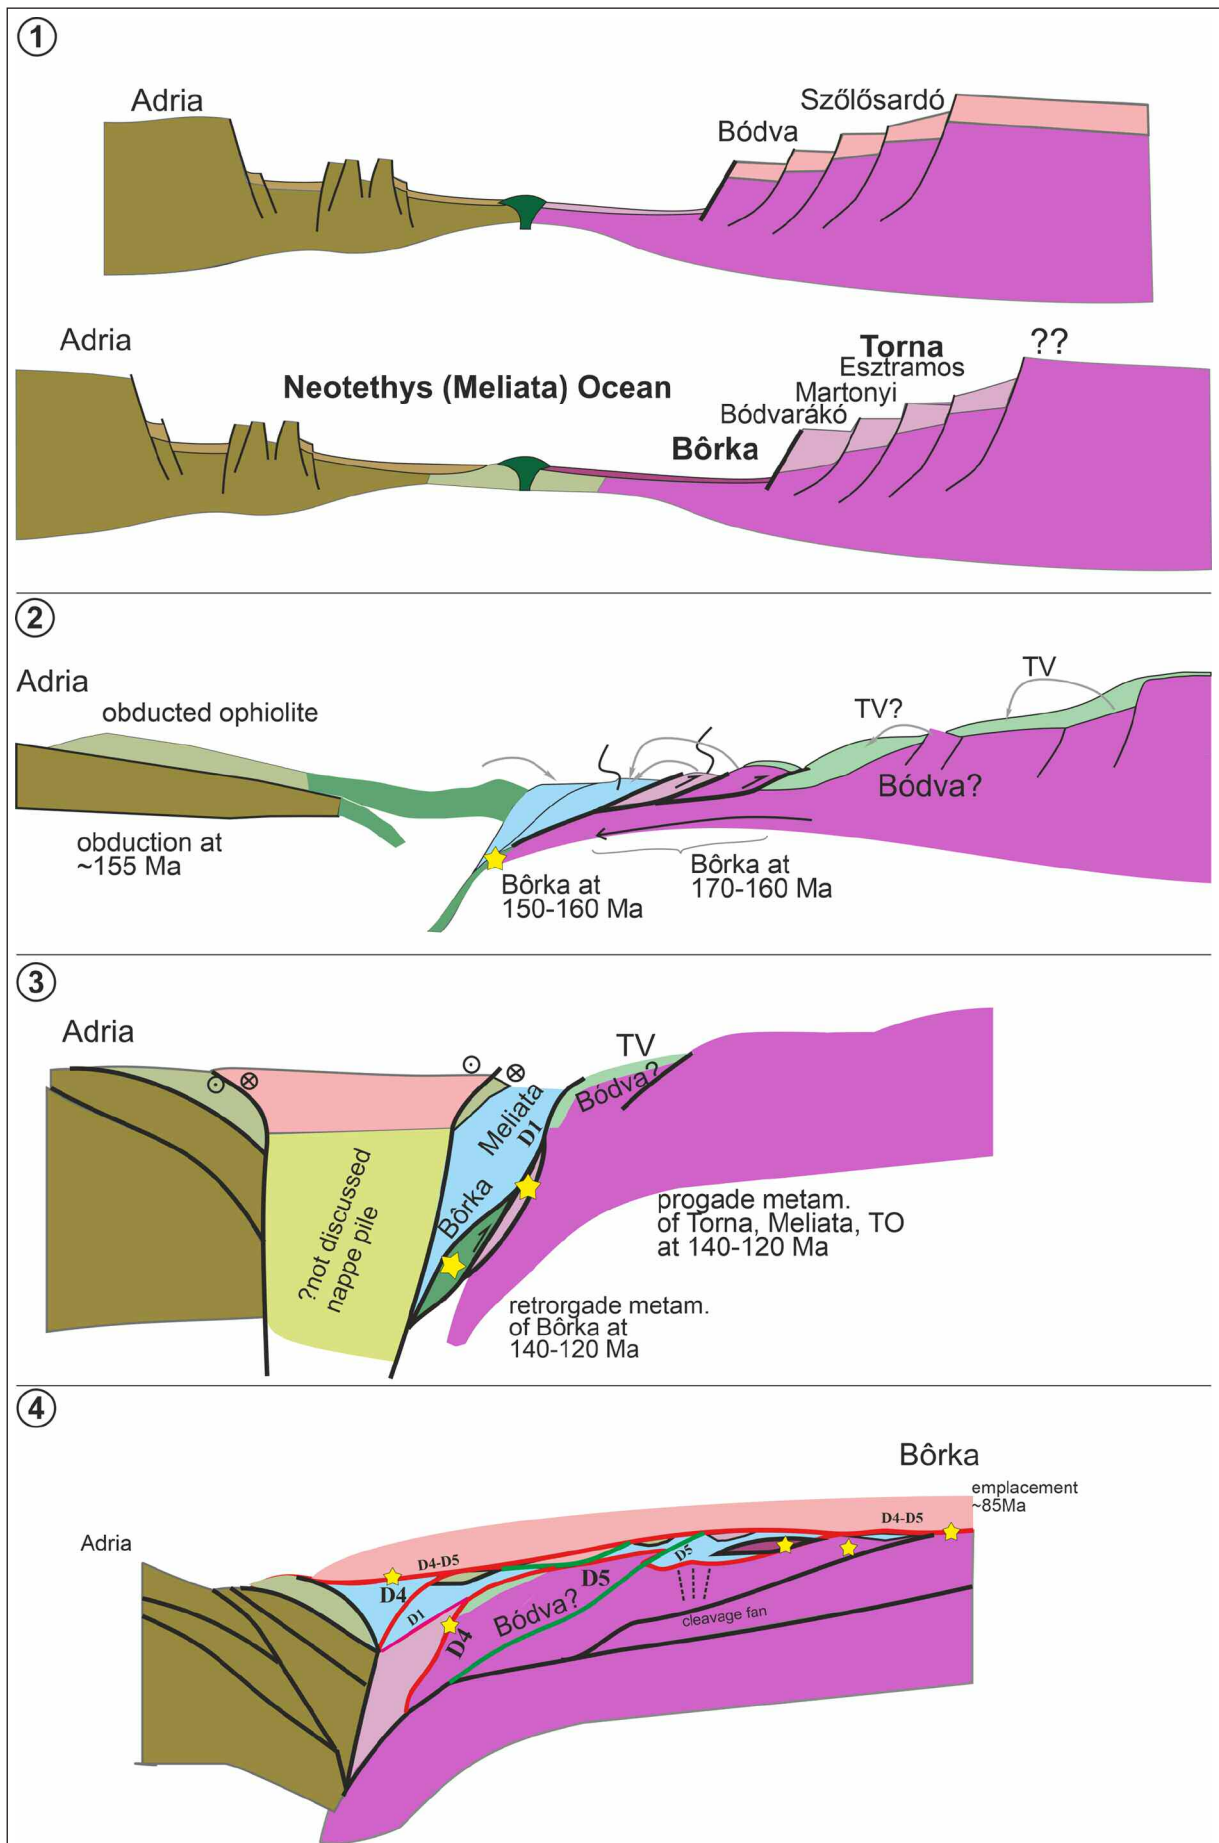 1
Adria
Szőlősardó
Bódva
Adria
Neotethys (Meliata) Ocean
Torna
??
Esztramos
Martonyi
Bódvarákó
Bôrka
2
Adria
obducted ophiolite
TV
TV?
Bódva?
obduction at
~155 Ma
Bôrka at
150-160 Ma
Bôrka at
170-160 Ma
3
Adria
TV
Bódva?
Meliata
D1
Bôrka
?not discussed
nappe pile
progade metam.
of Torna, Meliata, TO
at 140-120 Ma
retrorgade metam.
of Bôrka at
140-120 Ma
4
Bôrka
emplacement
~85Ma
Adria
D4-D5
D4-D5
D4
D5
D5
D1
Bódva?
D4
cleavage fan